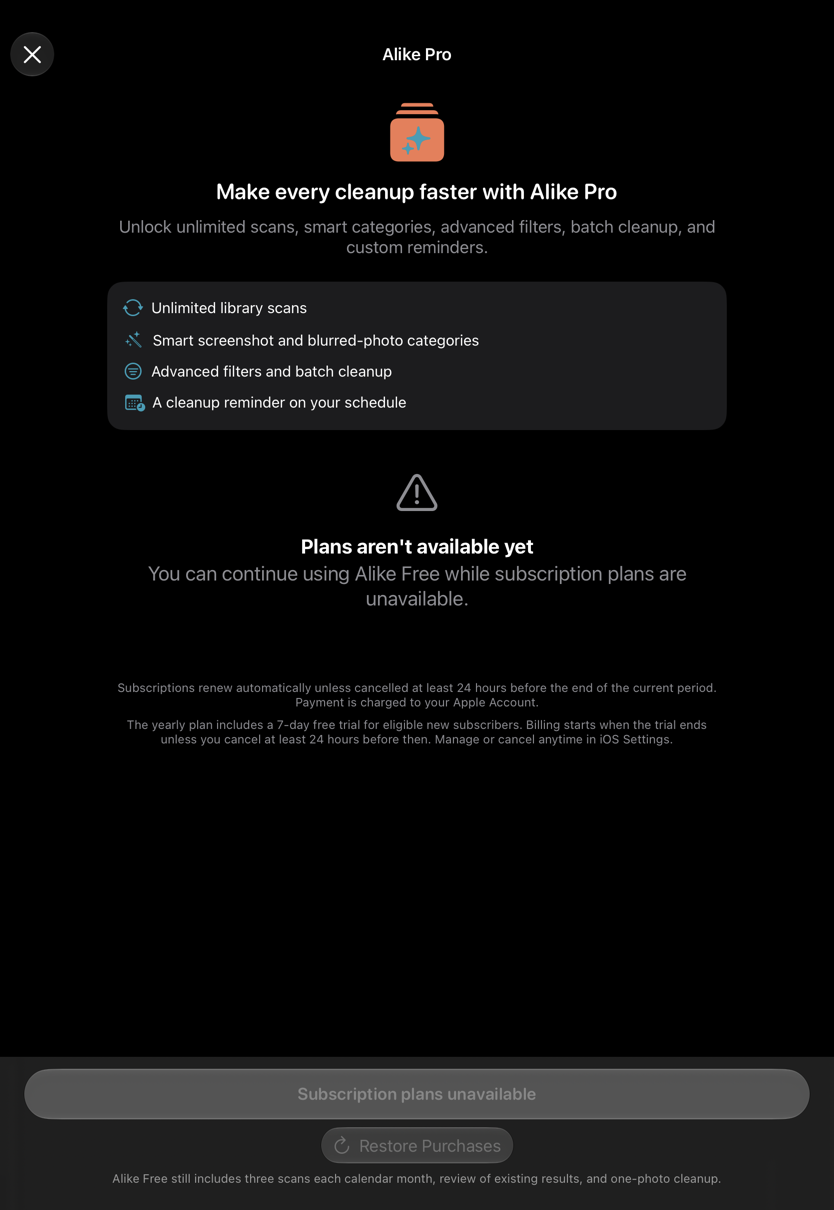 Alike Pro
Make every cleanup faster with Alike Pro
Unlock unlimited scans, smart categories, advanced filters, batch cleanup, and
custom reminders.
Unlimited library scans
Smart screenshot and blurred-photo categories
Advanced filters and batch cleanup
A cleanup reminder on your schedule
Plans aren't available yet
You can continue using Alike Free while subscription plans are
unavailable.
Subscriptions renew automatically unless cancelled at least 24 hours before the end of the current period.
Payment is charged to your Apple Account.
The yearly plan includes a 7-day free trial for eligible new subscribers. Billing starts when the trial ends
unless you cancel at least 24 hours before then. Manage or cancel anytime in iOS Settings.
Subscription plans unavailable
Restore Purchases
Alike Free still includes three scans each calendar month, review of existing results, and one-photo cleanup.